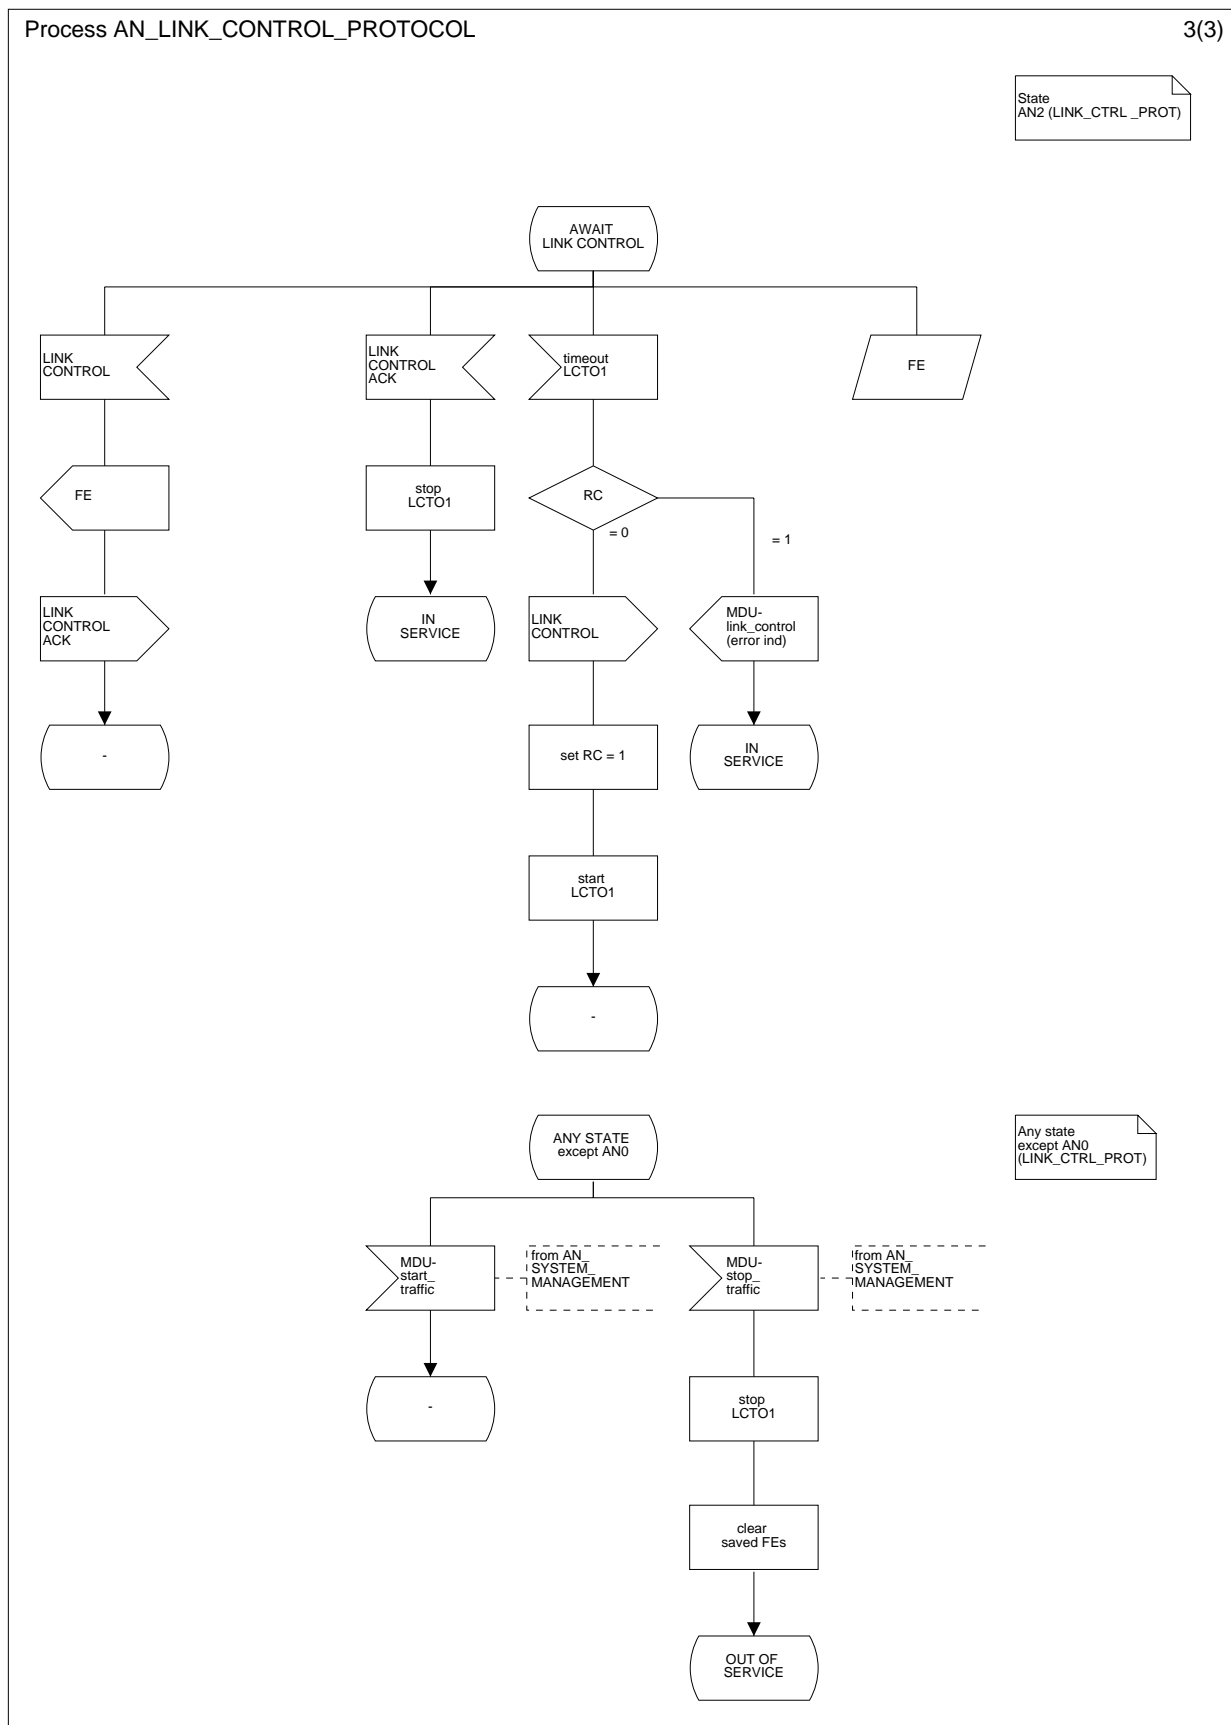 Process AN_LINK_CONTROL_PROTOCOL
3(3)
State
AN2 (LINK_CTRL _PROT)
AWAIT
LINK CONTROL
LINK
CONTROL
LINK
CONTROL
ACK
timeout
LCTO1
FE
FE
stop
LCTO1
RC
= 0
= 1
LINK
CONTROL
ACK
IN
SERVICE
LINK
CONTROL
MDU-
link_control
(error ind)
-
set RC = 1
IN
SERVICE
start
LCTO1
-
ANY STATE
except AN0
Any state
except AN0
(LINK_CTRL_PROT)
MDU-
start_
traffic
from AN_
SYSTEM_
MANAGEMENT
MDU-
stop_
traffic
from AN_
SYSTEM_
MANAGEMENT
-
stop
LCTO1
clear
saved FEs
OUT OF
SERVICE